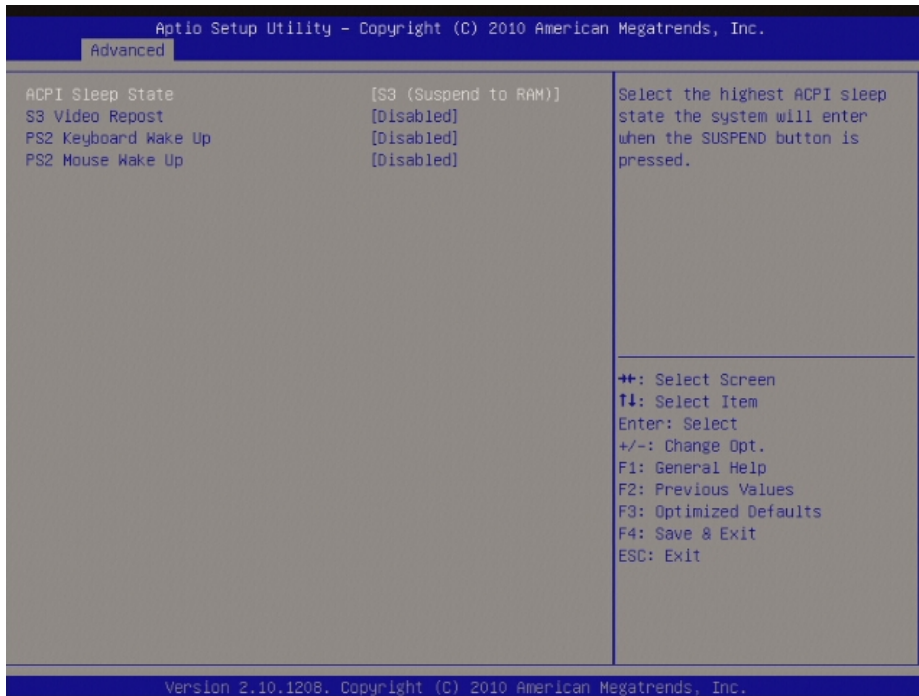 Aptio Setup Utility – Copyright (C) 2010 American Megatrends, Inc.
Advanced
ACPI Sleep State [S3 (Suspend to RAM)]
S3 Video Repost [Disabled]
PS2 Keyboard Wake Up [Disabled]
PS2 Mouse Wake Up [Disabled]
Select the highest ACPI sleep
state the system will enter
when the SUSPEND button is
pressed.
→←: Select Screen
↑↓: Select Item
Enter: Select
+/-: Change Opt.
F1: General Help
F2: Previous Values
F3: Optimized Defaults
F4: Save & Exit
ESC: Exit
Version 2.10.1208. Copyright (C) 2010 American Megatrends, Inc.